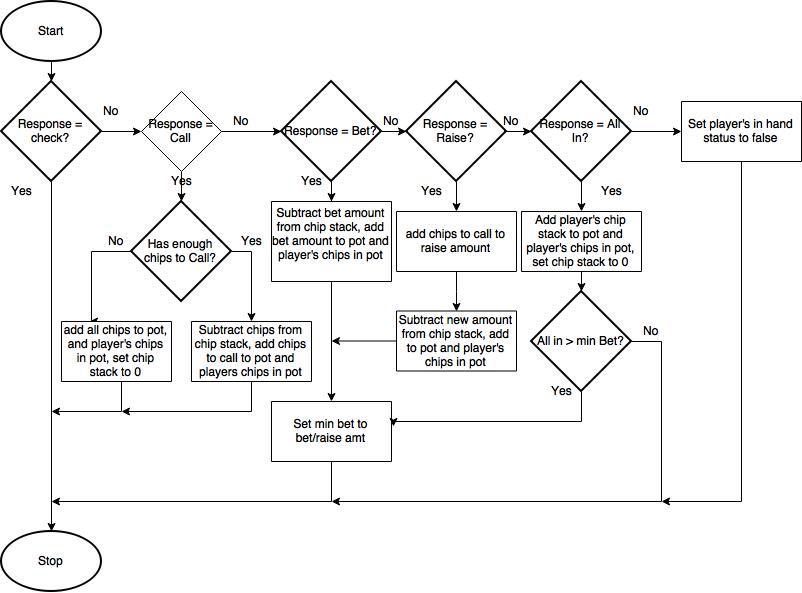 Start
No
No
No
No
No
Response =
check?
Response =
Call
Response = Bet?
Response =
Raise?
Response = All
In?
Set player's in hand
status to false
Yes
Yes
Yes
Yes
Yes
Subtract bet amount
from chip stack, add
bet amount to pot and
player's chips in pot
add chips to call to
raise amount
Add player's chip
stack to pot and
player's chips in pot,
set chip stack to 0
No
Has enough
chips to Call?
Yes
add all chips to pot,
and player's chips
in pot, set chip
stack to 0
Subtract chips from
chip stack, add chips
to call to pot and
players chips in pot
Subtract new amount
from chip stack, add
to pot and player's
chips in pot
All in > min Bet?
No
Yes
Set min bet to
bet/raise amt
Stop